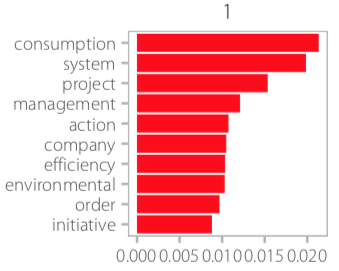 1
consumption
system
project
management
action
company
efficiency
environmental
order
initiative
0.000 0.005 0.010 0.015 0.020